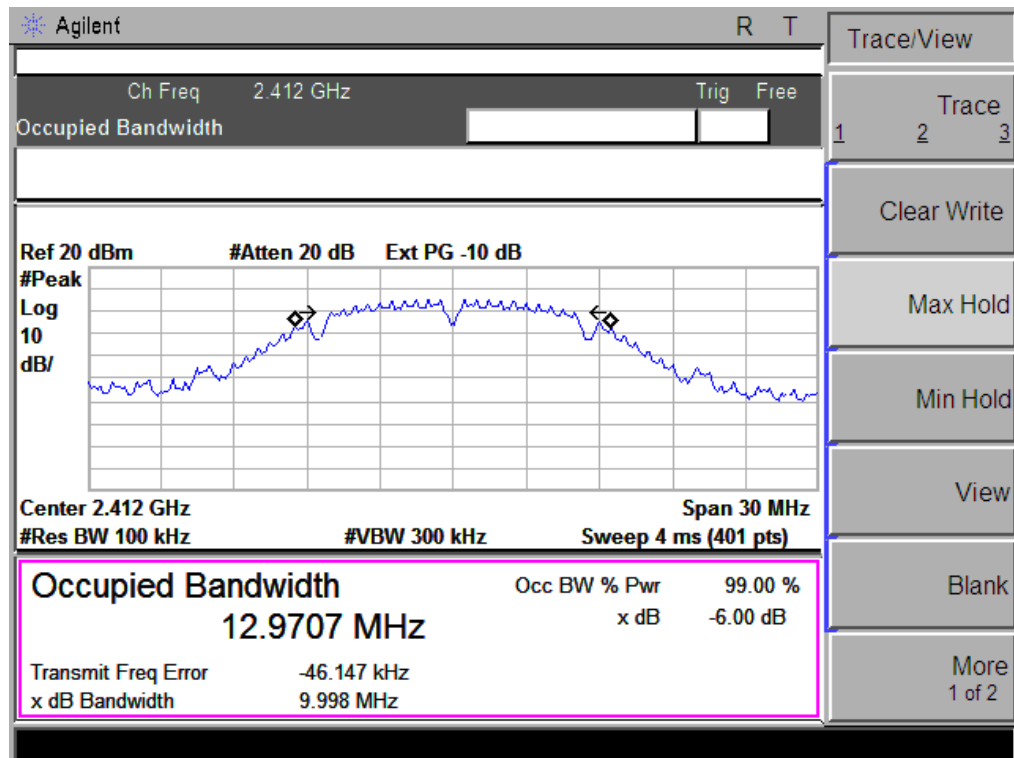 Agilent R T
Trace/View
Ch Freq 2.412 GHz Trig Free
Occupied Bandwidth
Trace
1 2 3
Clear Write
Max Hold
Min Hold
View
Blank
More
1 of 2
Ref 20 dBm #Atten 20 dB Ext PG -10 dB
#Peak
Log
10
dB/
Center 2.412 GHz Span 30 MHz
#Res BW 100 kHz #VBW 300 kHz Sweep 4 ms (401 pts)
Occupied Bandwidth Occ BW % Pwr 99.00 %
12.9707 MHz x dB -6.00 dB
Transmit Freq Error -46.147 kHz
x dB Bandwidth 9.998 MHz